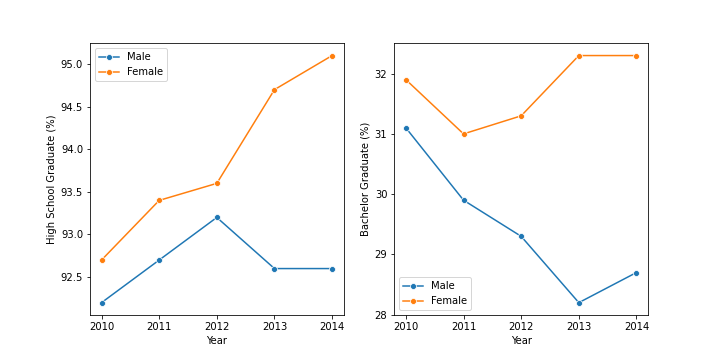 High School Graduate (%)
95.0
94.5
94.0
93.5
93.0
92.5
Male
Female
2010 2011 2012 2013 2014
Year
Bachelor Graduate (%)
32
31
30
29
28
Male
Female
2010 2011 2012 2013 2014
Year